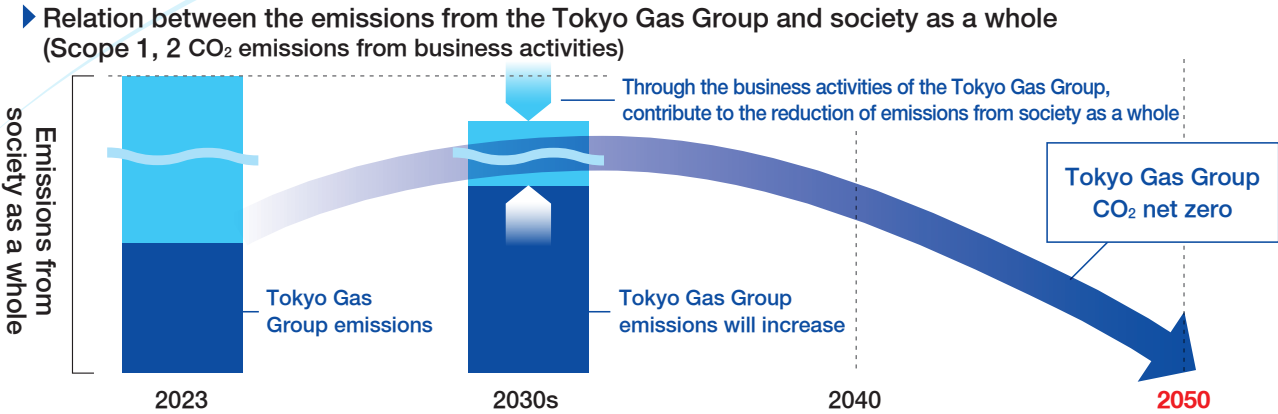 Relation between the emissions from the Tokyo Gas Group and society as a whole
(Scope 1, 2 CO₂ emissions from business activities)
Through the business activities of the Tokyo Gas Group,
contribute to the reduction of emissions from society as a whole
Emissions from
society as a whole
Tokyo Gas Group
CO₂ net zero
Tokyo Gas
Group emissions
Tokyo Gas Group
emissions will increase
2023
2030s
2040
2050